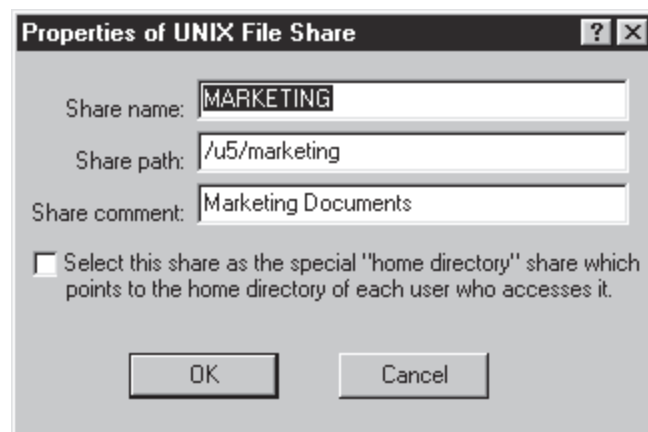 Properties of UNIX File Share
Share name: MARKETING
Share path: /u5/marketing
Share comment: Marketing Documents
Select this share as the special "home directory" share which
points to the home directory of each user who accesses it.
OK Cancel